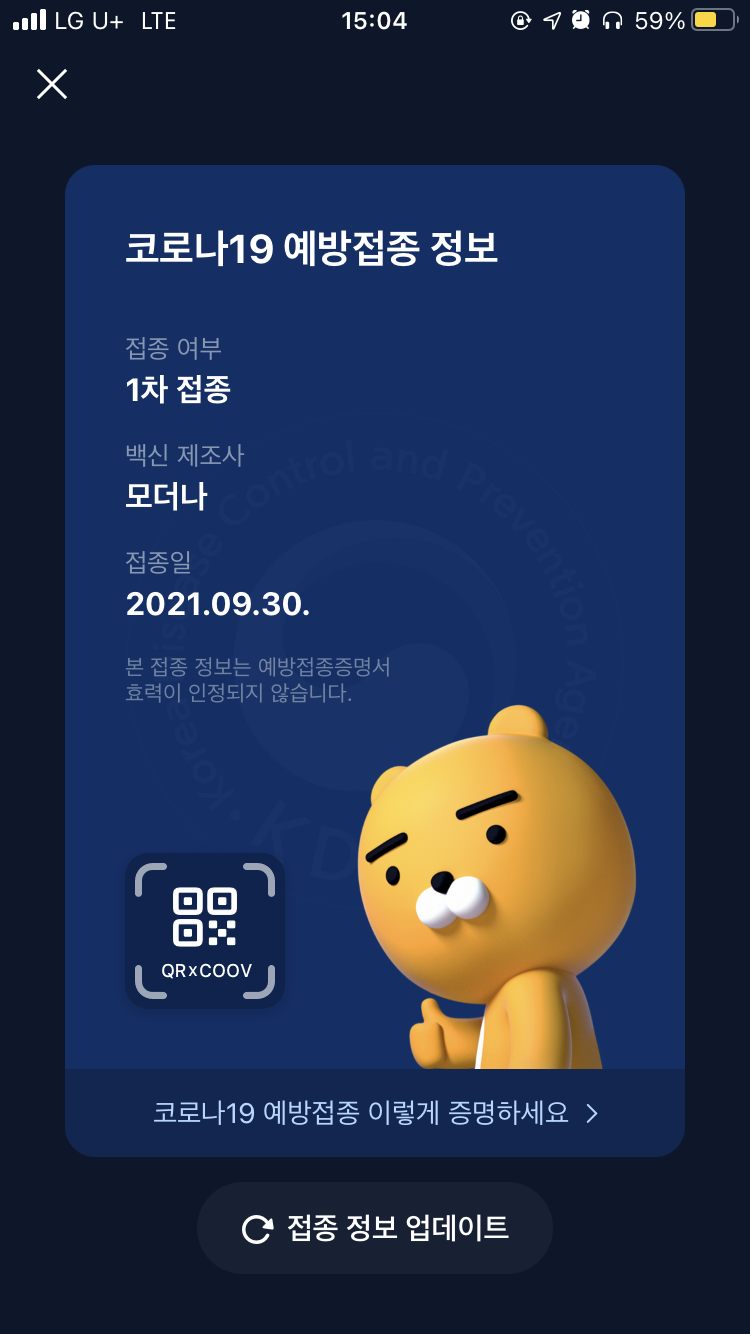 LG U+ LTE 15:04 59%
코로나19 예방접종 정보
접종 여부
1차 접종
백신 제조사
모더나
접종일
2021.09.30.
본 접종 정보는 예방접종증명서
효력이 인정되지 않습니다.
Korea Disease Control and Prevention Age
KD
QRxCOOV
코로나19 예방접종 이렇게 증명하세요 >
접종 정보 업데이트